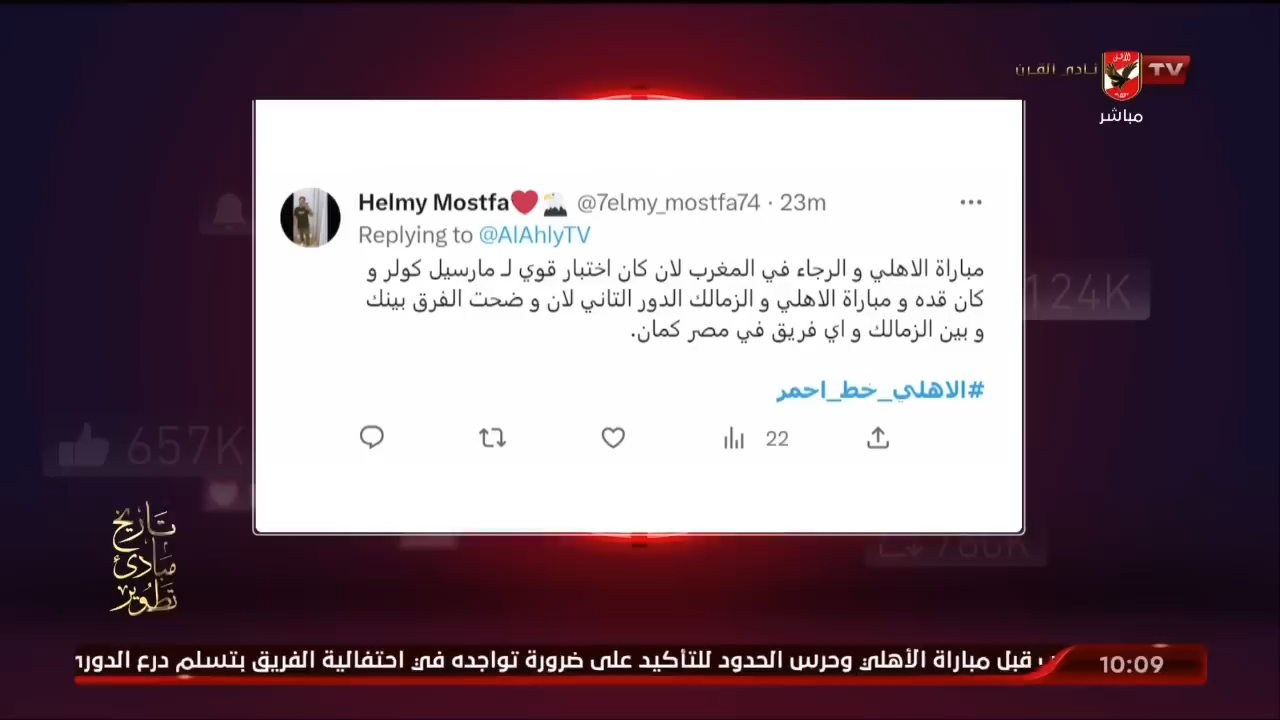 نادي القرن
الأهلي
TV
مباشر
Helmy Mostfa❤️🦅 @7elmy_mostfa74 · 23m
Replying to @AlAhlyTV
مباراة الاهلي و الرجاء في المغرب لان كان اختبار قوي لـ مارسيل كولر و
كان قده و مباراة الاهلي و الزمالك الدور التاني لان و ضحت الفرق بينك
و بين الزمالك و اي فريق في مصر كمان.
#الاهلي_خط_احمر
22
124K
657K
780K
تاريخ
مبادئ
تطوير
قبل مباراة الأهلي وحرس الحدود للتأكيد على ضرورة تواجده في احتفالية الفريق بتسلم درع الدوري
10:09